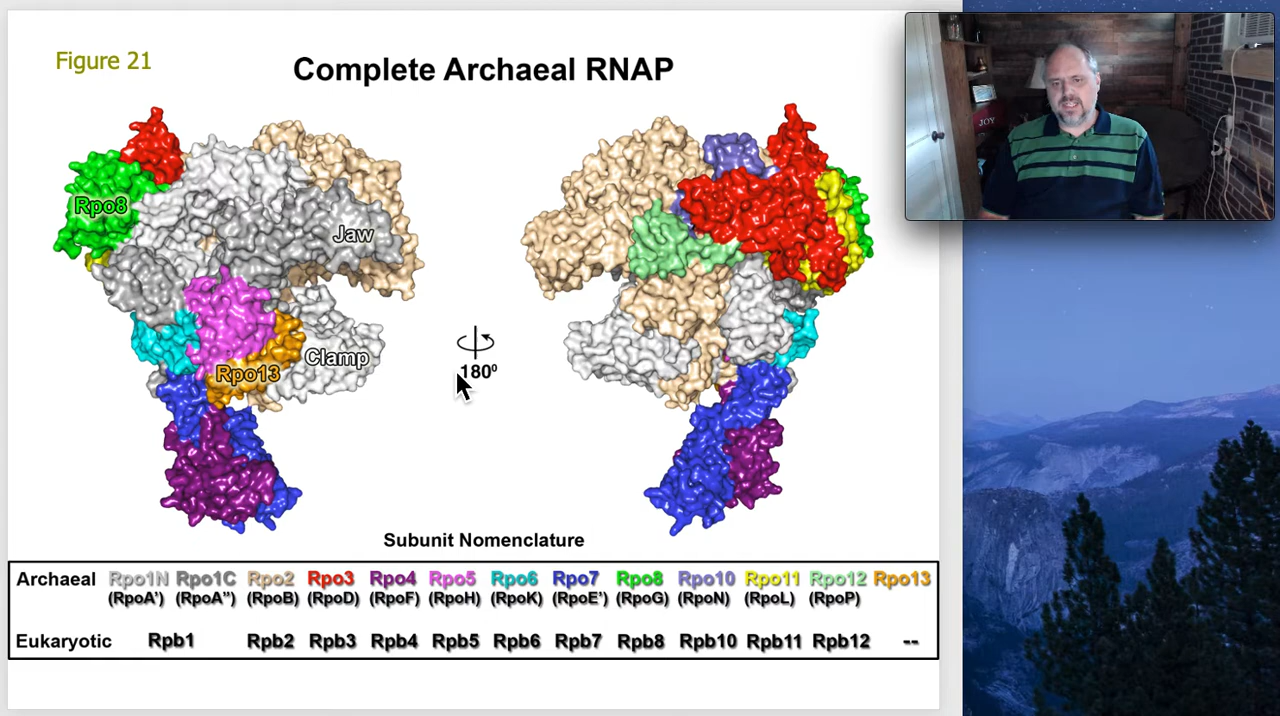 Figure 21
Complete Archaeal RNAP
Rpo8
Jaw
Rpo13
Clamp
180⁰
JOY
Subunit Nomenclature
Archaeal Rpo1N Rpo1C Rpo2 Rpo3 Rpo4 Rpo5 Rpo6 Rpo7 Rpo8 Rpo10 Rpo11 Rpo12 Rpo13
(RpoA') (RpoA") (RpoB) (RpoD) (RpoF) (RpoH) (RpoK) (RpoE') (RpoG) (RpoN) (RpoL) (RpoP)
Eukaryotic Rpb1 Rpb2 Rpb3 Rpb4 Rpb5 Rpb6 Rpb7 Rpb8 Rpb10 Rpb11 Rpb12 --